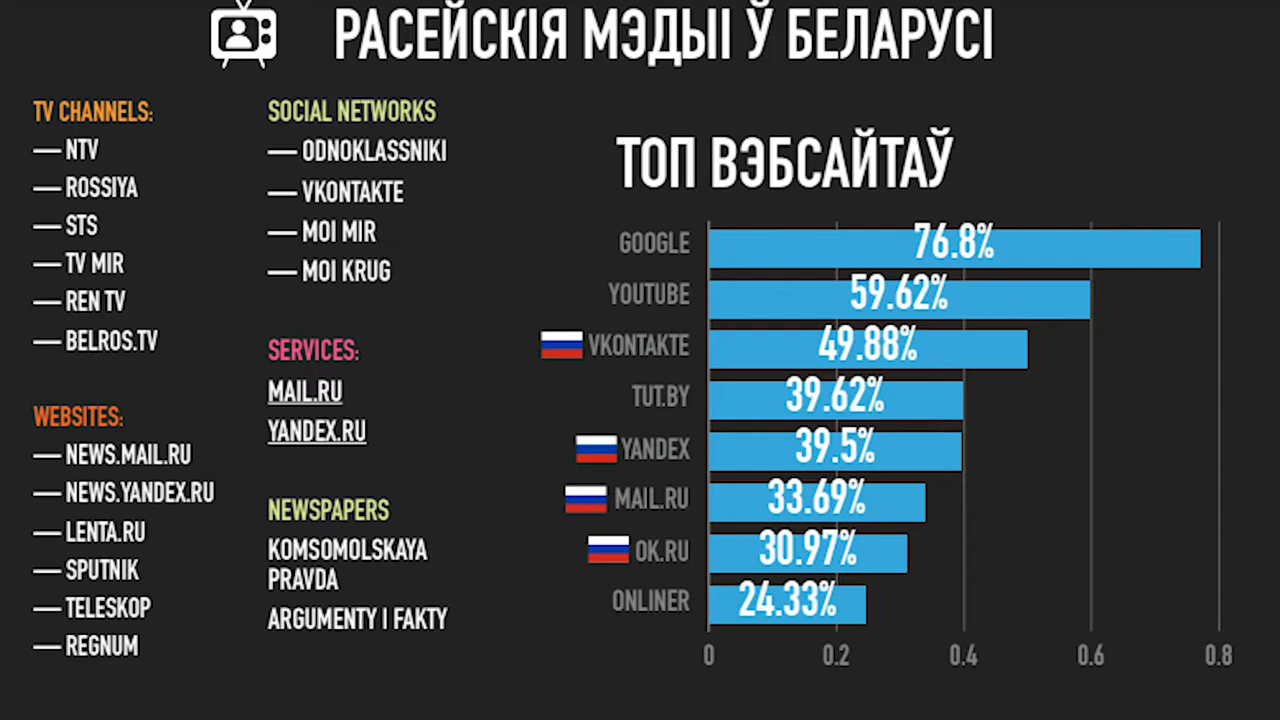 РАСЕЙСКІЯ МЭДЫІ Ў БЕЛАРУСІ
TV CHANNELS:
— NTV
— ROSSIYA
— STS
— TV MIR
— REN TV
— BELROS.TV
WEBSITES:
— NEWS.MAIL.RU
— NEWS.YANDEX.RU
— LENTA.RU
— SPUTNIK
— TELESKOP
— REGNUM
SOCIAL NETWORKS
— ODNOKLASSNIKI
— VKONTAKTE
— MOI MIR
— MOI KRUG
SERVICES:
MAIL.RU
YANDEX.RU
NEWSPAPERS
KOMSOMOLSKAYA
PRAVDA
ARGUMENTY I FAKTY
ТОП ВЭБСАЙТАЎ
GOOGLE 76.8%
YOUTUBE 59.62%
VKONTAKTE 49.88%
TUT.BY 39.62%
YANDEX 39.5%
MAIL.RU 33.69%
OK.RU 30.97%
ONLINER 24.33%
0 0.2 0.4 0.6 0.8